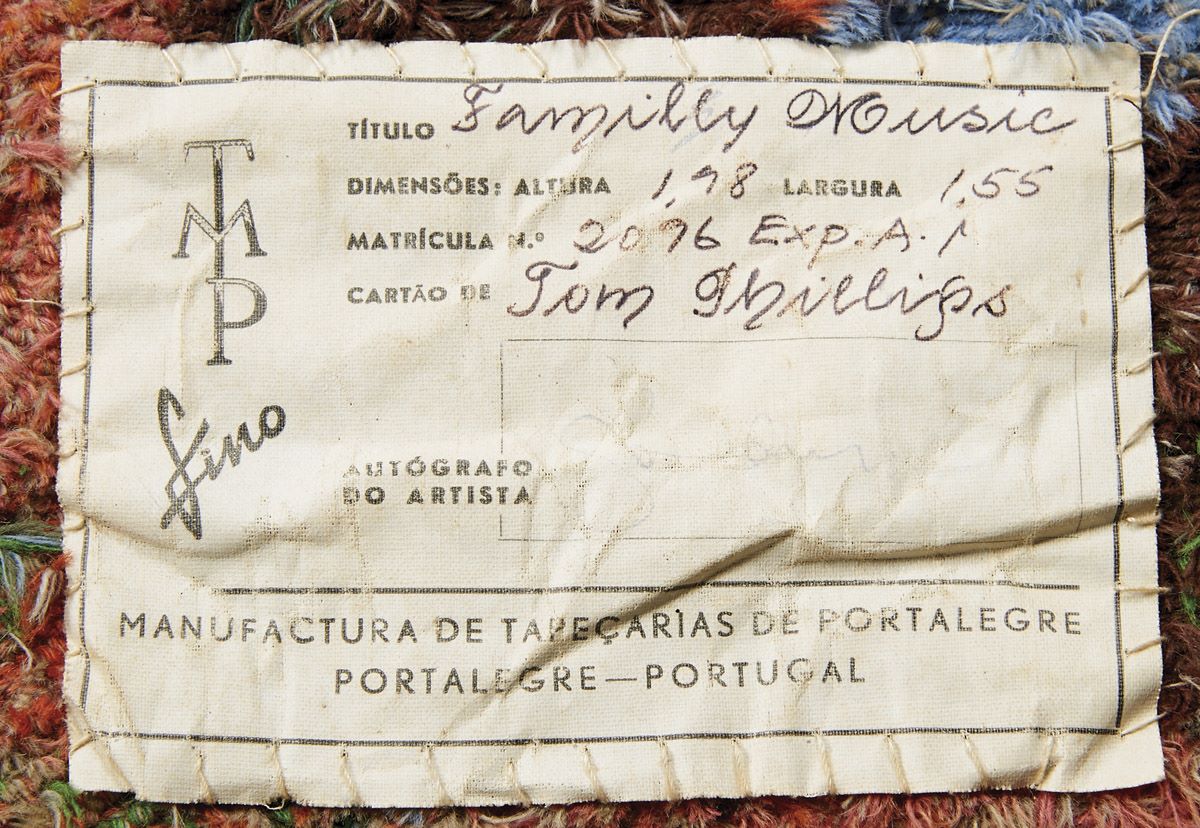 TÍTULO Familly Music
DIMENSÕES: ALTURA 1,98 LARGURA 1,55
MATRÍCULA N.º 2096 Exp. A. 1
CARTÃO DE Tom Phillips
TMP
Fino
AUTÓGRAFO
DO ARTISTA
MANUFACTURA DE TAPEÇARIAS DE PORTALEGRE
PORTALEGRE—PORTUGAL